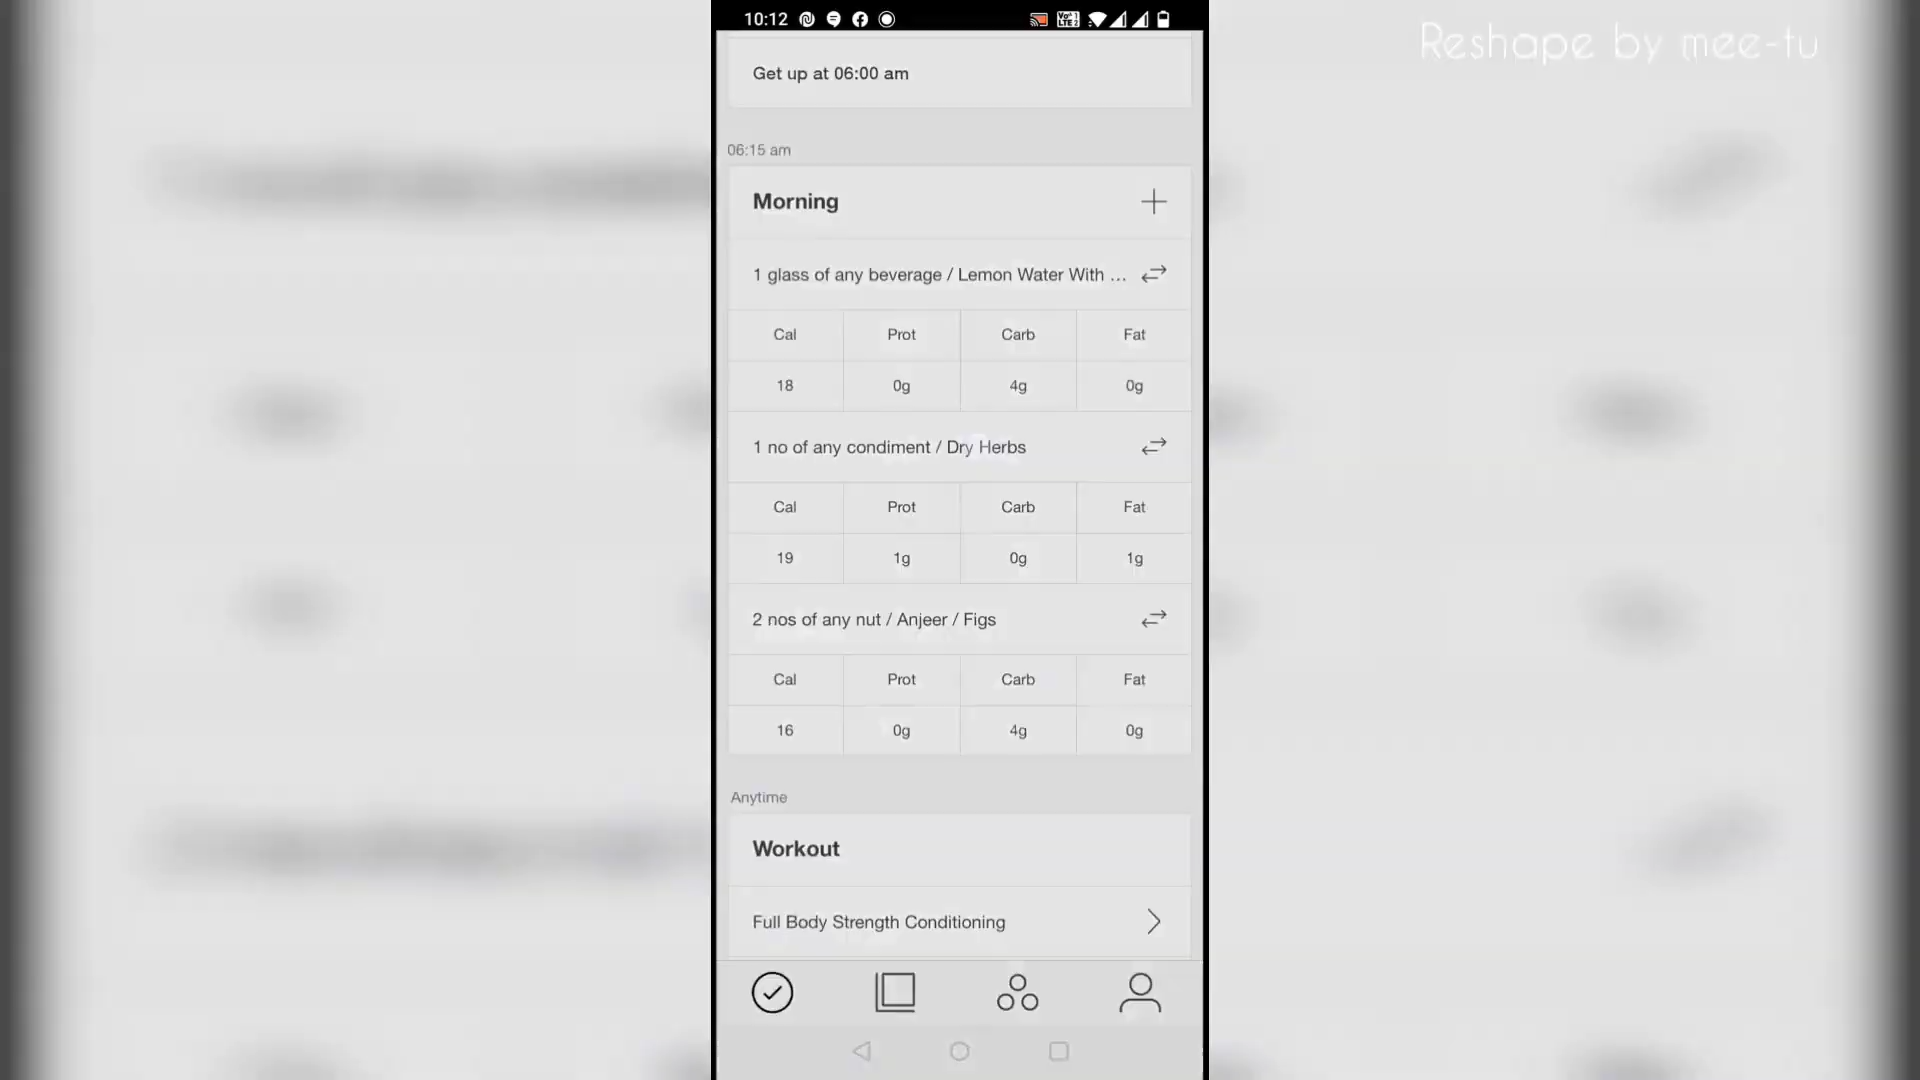 10:12
Reshape by mee-tu
Get up at 06:00 am
06:15 am
Morning
1 glass of any beverage / Lemon Water With ...
Cal Prot Carb Fat
18 0g 4g 0g
1 no of any condiment / Dry Herbs
Cal Prot Carb Fat
19 1g 0g 1g
2 nos of any nut / Anjeer / Figs
Cal Prot Carb Fat
16 0g 4g 0g
Anytime
Workout
Full Body Strength Conditioning